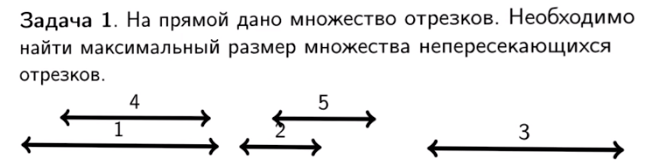 Задача 1. На прямой дано множество отрезков. Необходимо
найти максимальный размер множества непересекающихся
отрезков.
4 5
1 2 3